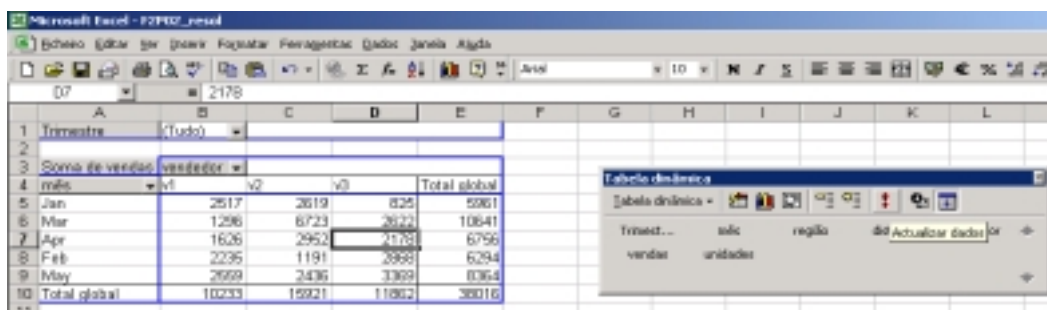 Microsoft Excel - F2P02_resol
Ficheiro Editar Ver Inserir Formatar Ferramentas Dados Janela Ajuda
Arial 10 N I S
D7 2178
A B C D E F G H I J K L
1 Trimestre (Tudo)
2
3 Soma de vendas vendedor
4 mês v1 v2 v3 Total global
5 Jan 2517 2619 825 5961
6 Mar 1296 6723 2622 10641
7 Apr 1626 2952 2178 6756
8 Feb 2235 1191 2868 6294
9 May 2559 2436 3369 8364
10 Total global 10233 15921 11862 38016
Tabela dinâmica
Tabela dinâmica
Trimest... mês região Actualizar dados or
vendas unidades